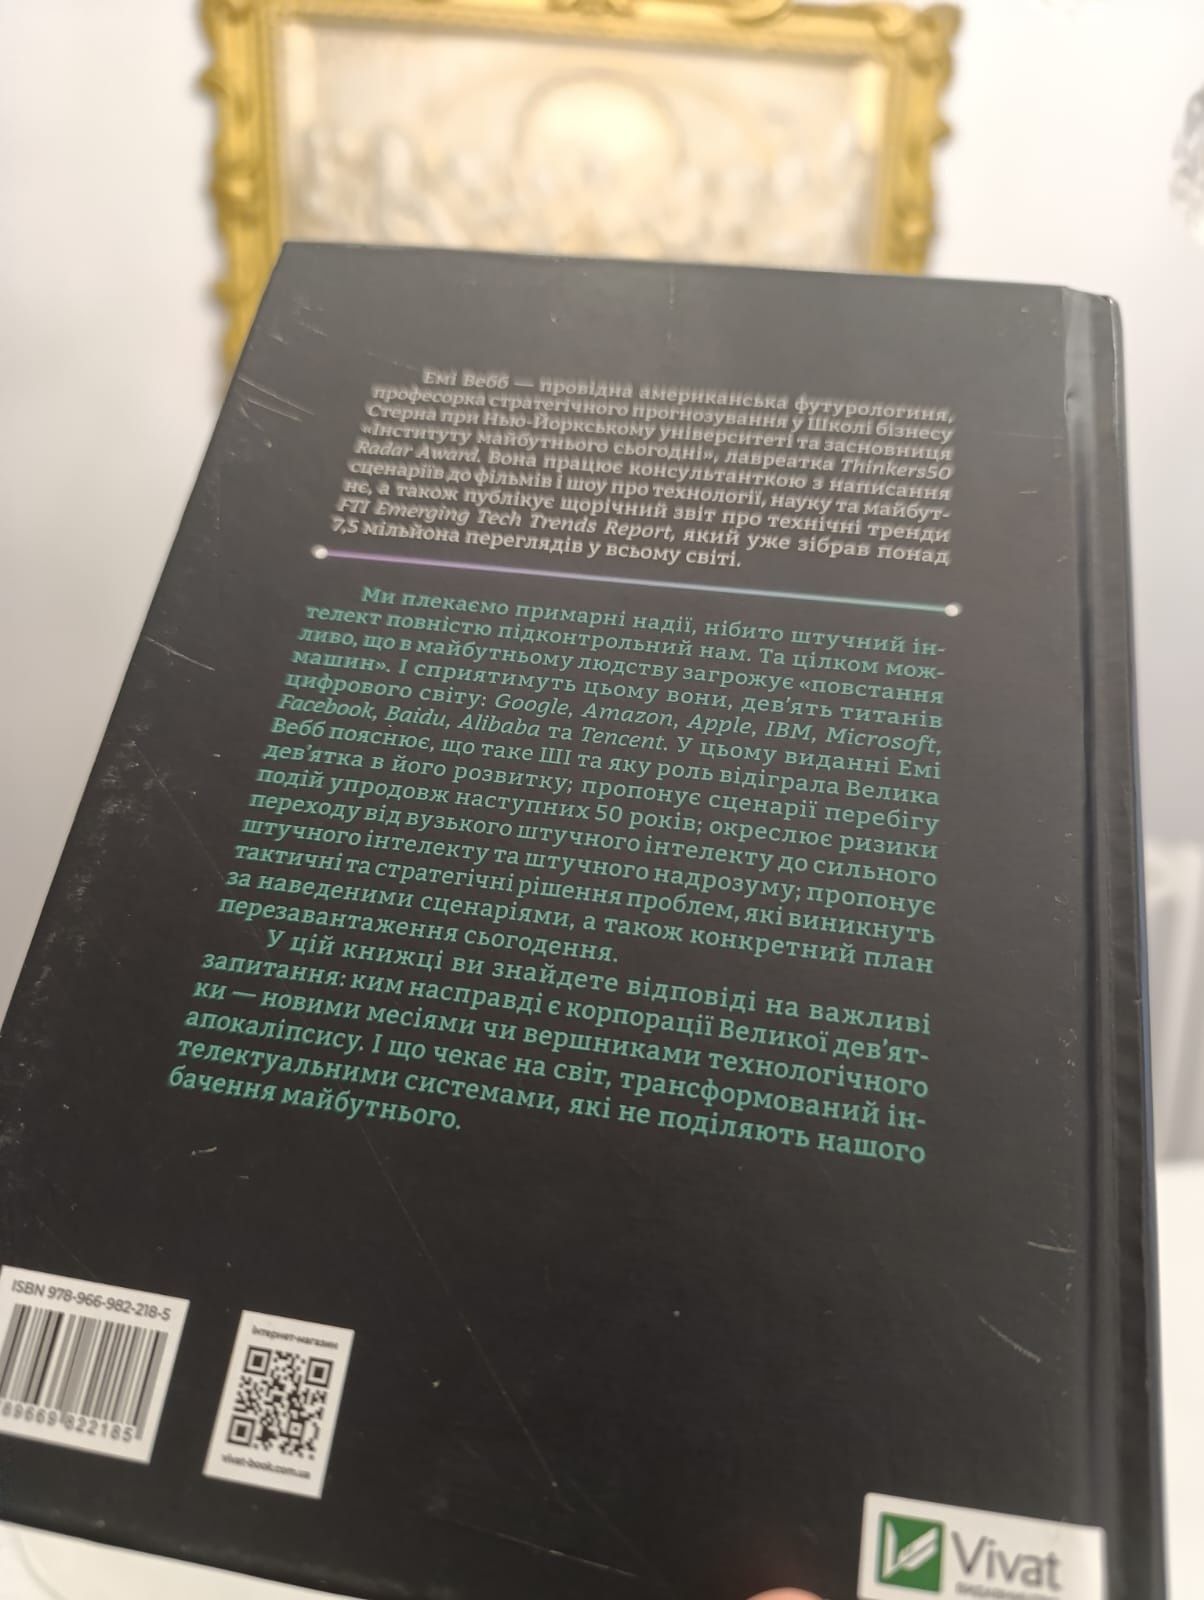 Емі Вебб — провідна американська футурологиня,
професорка стратегічного прогнозування у Школі бізнесу
Стерна при Нью-Йоркському університеті та засновниця
«Інституту майбутнього сьогодні», лавреатка Thinkers50
Radar Award. Вона працює консультанткою з написання
сценаріїв до фільмів і шоу про технології, науку та майбут-
нє, а також публікує щорічний звіт про технічні тренди
FTI Emerging Tech Trends Report, який уже зібрав понад
7,5 мільйона переглядів у всьому світі.
Ми плекаємо примарні надії, нібито штучний ін-
телект повністю підконтрольний нам. Та цілком мож-
ливо, що в майбутньому людству загрожує «повстання
машин». І сприятимуть цьому вони, дев'ять титанів
цифрового світу: Google, Amazon, Apple, IBM, Microsoft,
Facebook, Baidu, Alibaba та Tencent. У цьому виданні Емі
Вебб пояснює, що таке ШІ та яку роль відіграла Велика
дев'ятка в його розвитку; пропонує сценарії перебігу
подій упродовж наступних 50 років; окреслює ризики
переходу від вузького штучного інтелекту до сильного
штучного інтелекту та штучного надрозуму; пропонує
тактичні та стратегічні рішення проблем, які виникнуть
за наведеними сценаріями, а також конкретний план
перезавантаження сьогодення.
У цій книжці ви знайдете відповіді на важливі
запитання: ким насправді є корпорації Великої дев'ят-
ки — новими месіями чи вершниками технологічного
апокаліпсису. І що чекає на світ, трансформований ін-
телектуальними системами, які не поділяють нашого
бачення майбутнього.
ISBN 978-966-982-218-5
789669 822185
інтернет-магазин
vivat-book.com.ua
Vivat